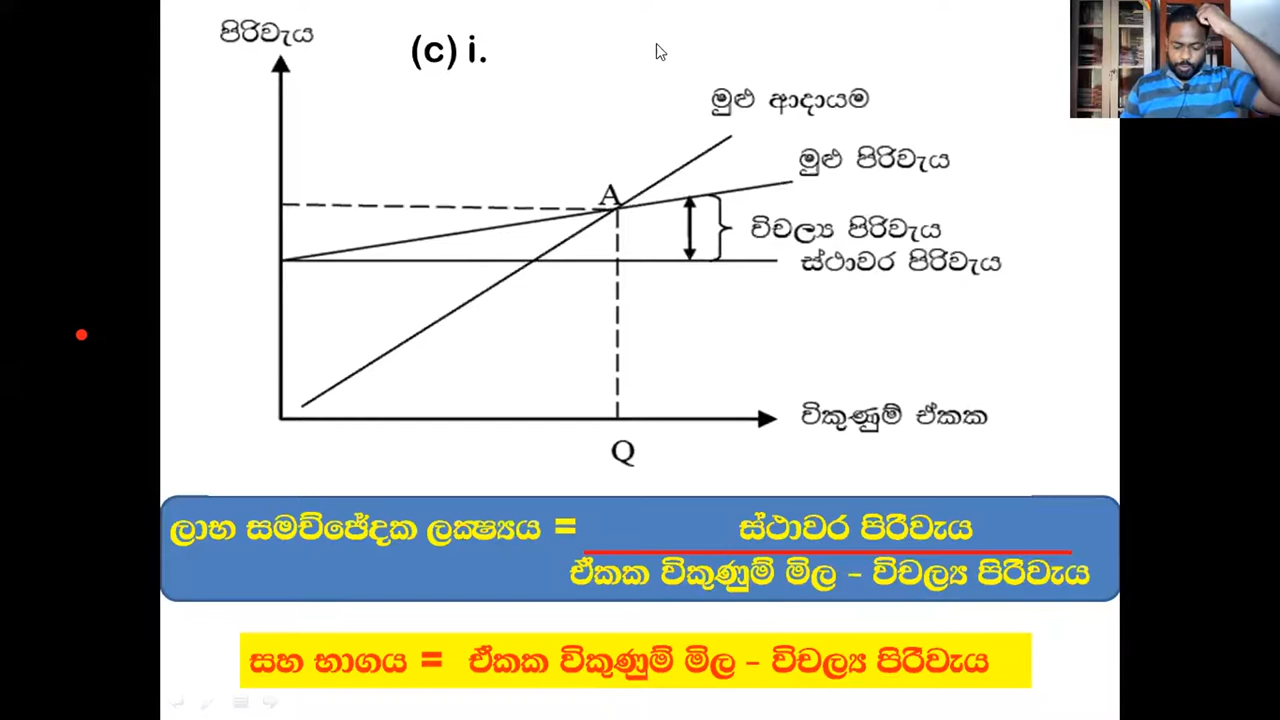 පිරිවැය
(c) i.
මුළු ආදායම
මුළු පිරිවැය
A
විචල්‍ය පිරිවැය
ස්ථාවර පිරිවැය
විකුණුම් ඒකක
Q
ලාභ සමච්ඡේදක ලක්ෂ්‍යය = ස්ථාවර පිරිවැය
ඒකක විකුණුම් මිල – විචල්‍ය පිරිවැය
සහ භාගය = ඒකක විකුණුම් මිල – විචල්‍ය පිරිවැය